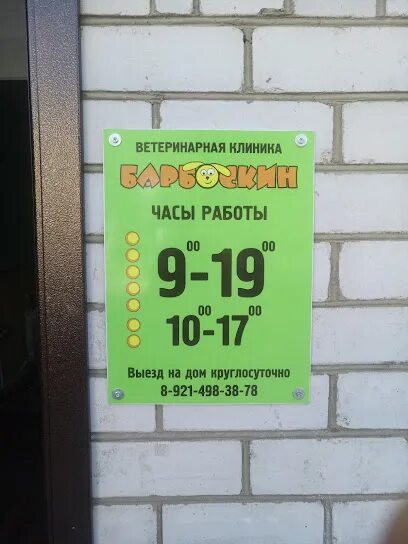 ВЕТЕРИНАРНАЯ КЛИНИКА
БАРБОСКИН
ЧАСЫ РАБОТЫ
9⁰⁰-19⁰⁰
10⁰⁰-17⁰⁰
Выезд на дом круглосуточно
8-921-498-38-78